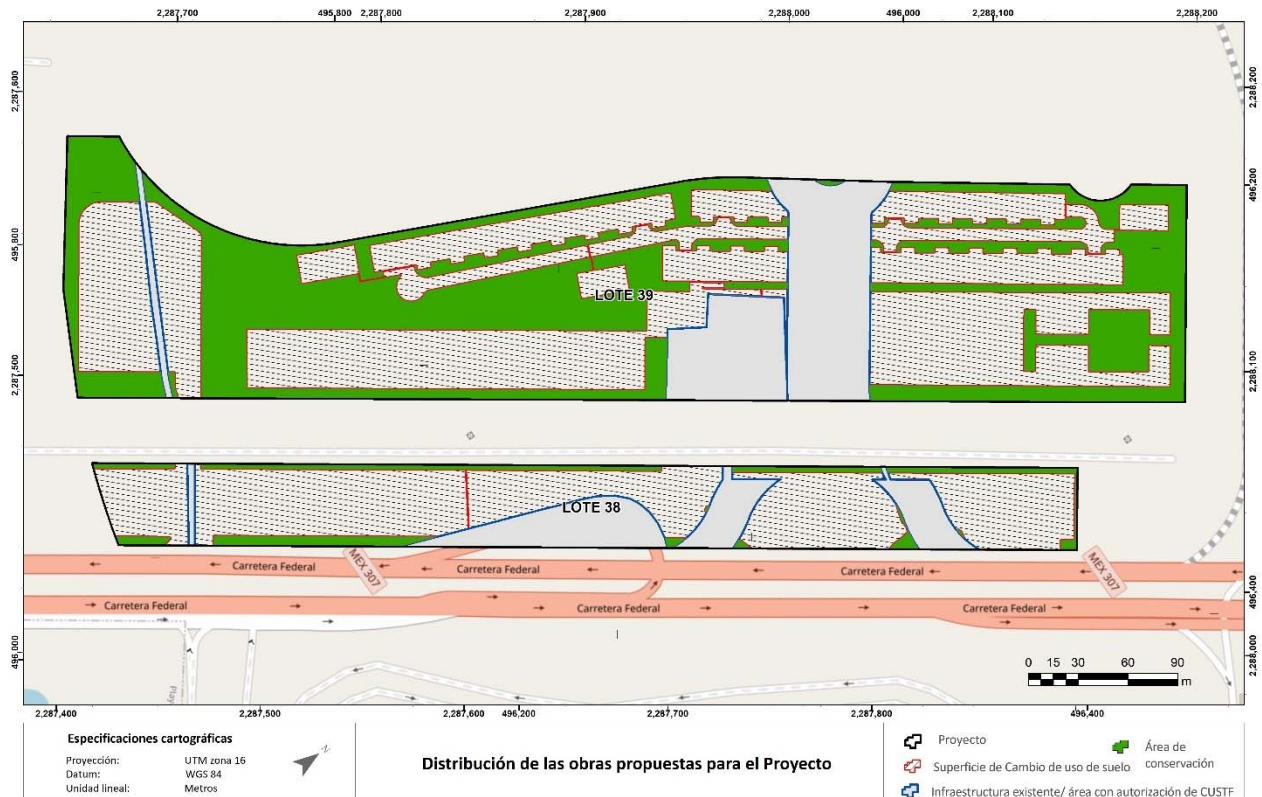 2,287,700
495,800
2,287,800
2,287,900
2,288,000
496,000
2,288,100
2,288,200
2,287,600
2,288,200
496,200
495,800
LOTE 39
2,287,500
2,288,100
LOTE 38
MEX 307
MEX 307
Carretera Federal
Carretera Federal
Carretera Federal
Carretera Federal
Carretera Federal
Carretera Federal
496,400
496,000
2,288,000
Play
0 15 30 60 90
m
2,287,400
2,287,500
2,287,600
496,200
2,287,700
2,287,800
496,400
Especificaciones cartográficas
Proyección: UTM zona 16
Datum: WGS 84
Unidad lineal: Metros
N
Distribución de las obras propuestas para el Proyecto
Proyecto
Área de
conservación
Superficie de Cambio de uso de suelo
Infraestructura existente/ área con autorización de CUSTF